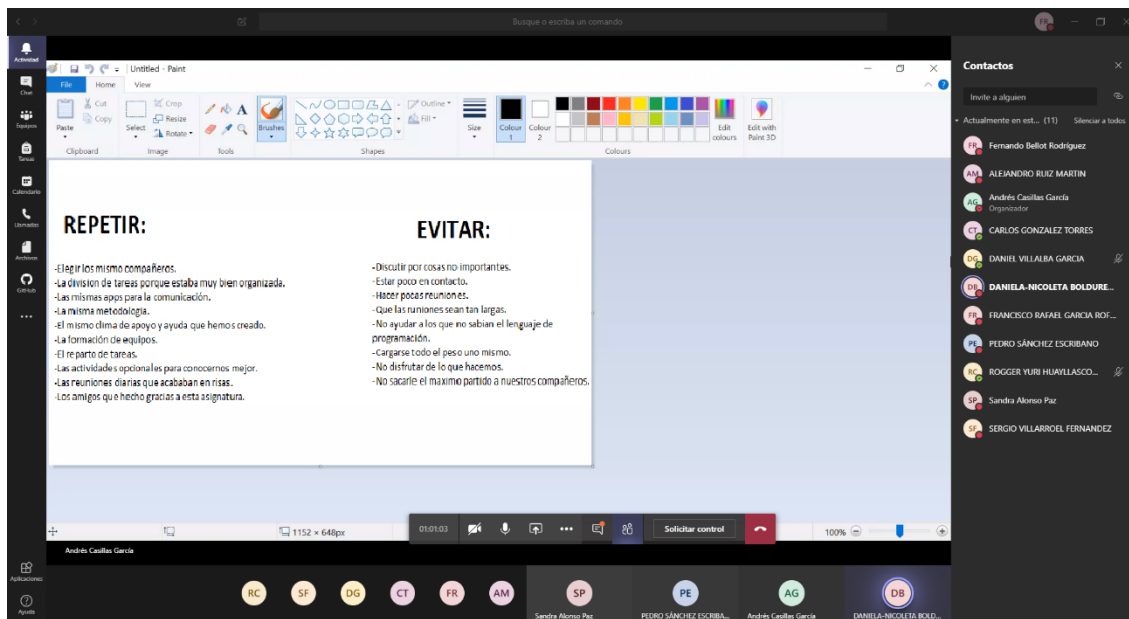 Busque o escriba un comando
FR
Actividad
Chat
Equipos
Tareas
Calendario
Llamadas
Archivos
GitHub
Aplicaciones
Ayuda
Untitled - Paint
File Home View
Paste
Cut
Copy
Clipboard
Select
Crop
Resize
Rotate
Image
A
Tools
Brushes
Outline
Fill
Shapes
Size
Colour 1
Colour 2
Edit colours
Colours
Edit with Paint 3D
REPETIR:
-Elegir los mismo compañeros.
-La division de tareas porque estaba muy bien organizada.
-Las mismas apps para la comunicación.
-La misma metodología.
-El mismo clima de apoyo y ayuda que hemos creado.
-La formación de equipos.
-El reparto de tareas.
-Las actividades opcionales para conocernos mejor.
-Las reuniones diarias que acababan en risas.
-Los amigos que hecho gracias a esta asignatura.
EVITAR:
-Discutir por cosas no importantes.
-Estar poco en contacto.
-Hacer pocas reuniones.
-Que las runiones sean tan largas.
-No ayudar a los que no sabian el lenguaje de
programación.
-Cargarse todo el peso uno mismo.
-No disfrutar de lo que hacemos.
-No sacarle el maximo partido a nuestros compañeros.
1152 × 648px
100%
01:01:03
Solicitar control
Andrés Casillas García
RC
SF
DG
CT
FR
AM
SP
Sandra Alonso Paz
PE
PEDRO SÁNCHEZ ESCRIBA...
AG
Andrés Casillas García
DB
DANIELA-NICOLETA BOLD...
Contactos
Invite a alguien
Actualmente en est... (11) Silenciar a todos
FR Fernando Bellot Rodríguez
AM ALEJANDRO RUIZ MARTIN
AG Andrés Casillas García
Organizador
CT CARLOS GONZALEZ TORRES
DG DANIEL VILLALBA GARCIA
DB DANIELA-NICOLETA BOLDURE...
FR FRANCISCO RAFAEL GARCIA ROF...
PE PEDRO SÁNCHEZ ESCRIBANO
RC ROGGER YURI HUAYLLASCO...
SP Sandra Alonso Paz
SF SERGIO VILLARROEL FERNANDEZ